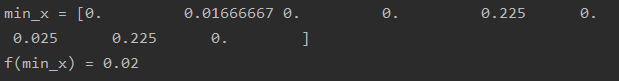 min_x = [0.         0.01666667 0.         0.         0.225      0.
 0.025      0.225      0.        ]
f(min_x) = 0.02